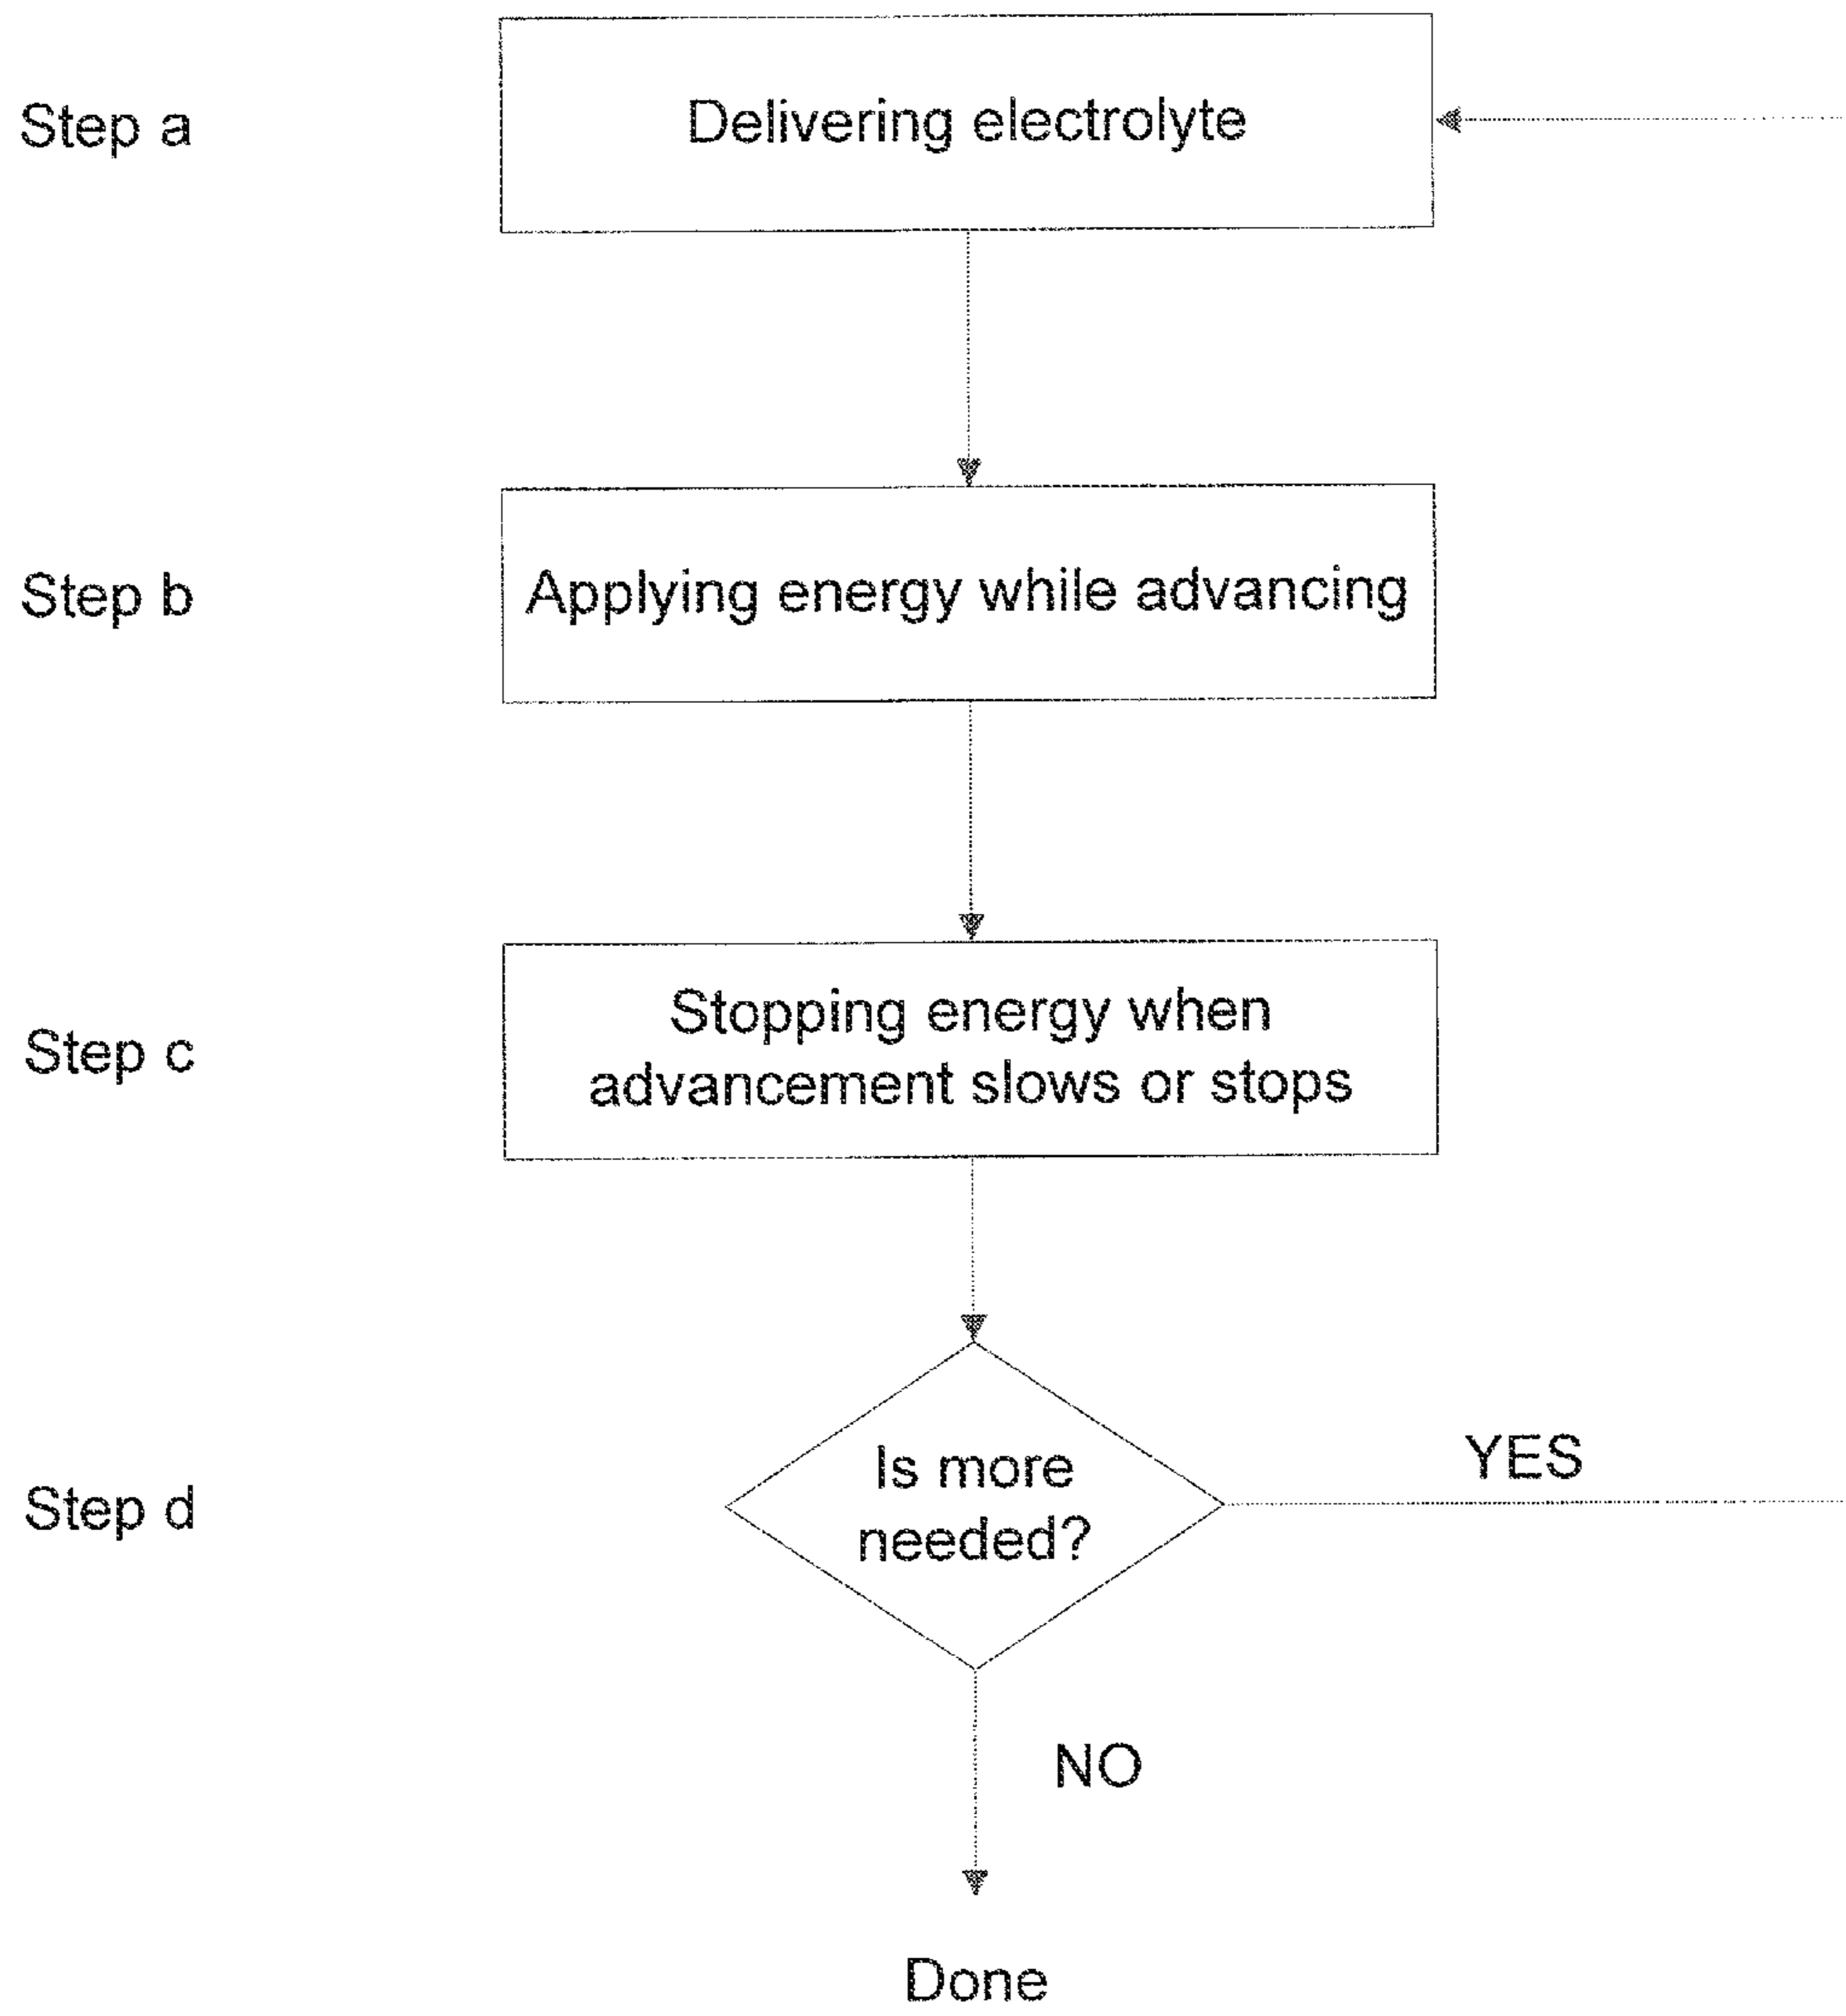 Step a
Delivering electrolyte
Step b
Applying energy while advancing
Step c
Stopping energy when
advancement slows or stops
Step d
Is more
needed?
YES
NO
Done